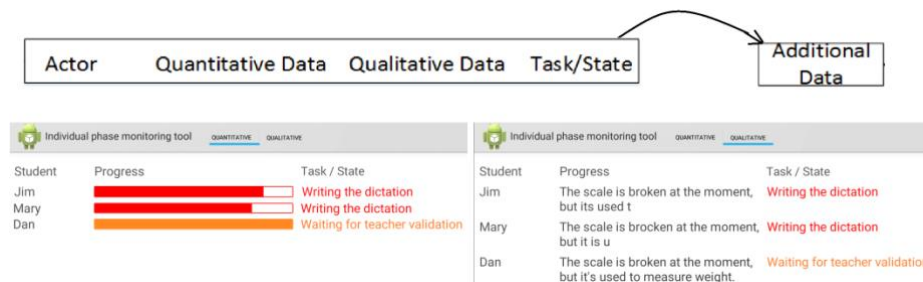 Actor Quantitative Data Qualitative Data Task/State
Additional
Data
Individual phase monitoring tool QUANTITATIVE QUALITATIVE
Student Progress Task / State
Jim Writing the dictation
Mary Writing the dictation
Dan Waiting for teacher validation
Individual phase monitoring tool QUANTITATIVE QUALITATIVE
Student Progress Task / State
Jim The scale is broken at the moment, Writing the dictation
but its used t
Mary The scale is brocken at the moment, Writing the dictation
but it is u
Dan The scale is broken at the moment, Waiting for teacher validation
but it's used to measure weight.